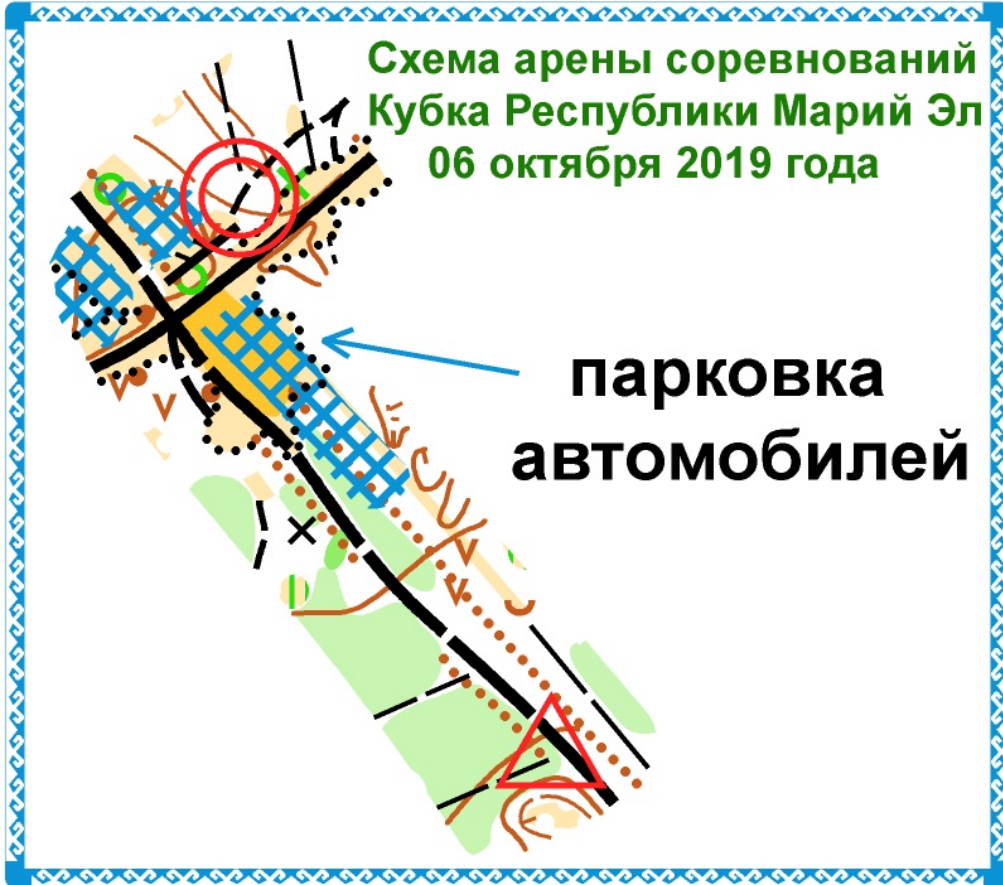 Схема арены соревнований
Кубка Республики Марий Эл
06 октября 2019 года
парковка
автомобилей